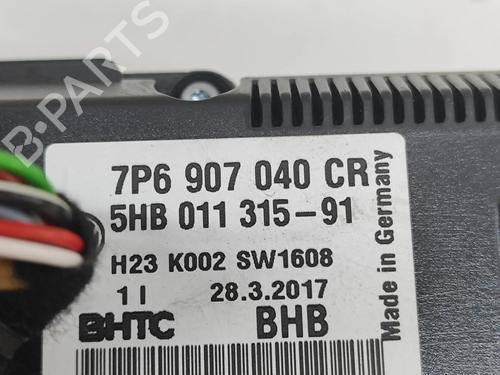 B-PARTS
7P6 907 040 CR
5HB 011 315-91
H23 K002 SW1608
1 I 28.3.2017
BHTC BHB
Made in Germany